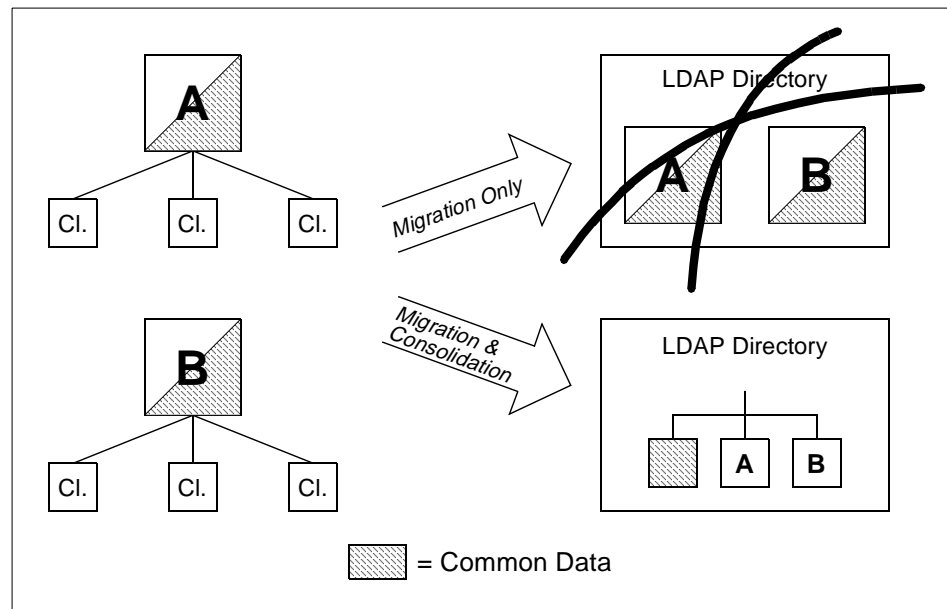 A
Cl.
Cl.
Cl.
Migration Only
LDAP Directory
A
B
B
Cl.
Cl.
Cl.
Migration &
Consolidation
LDAP Directory
A
B
= Common Data